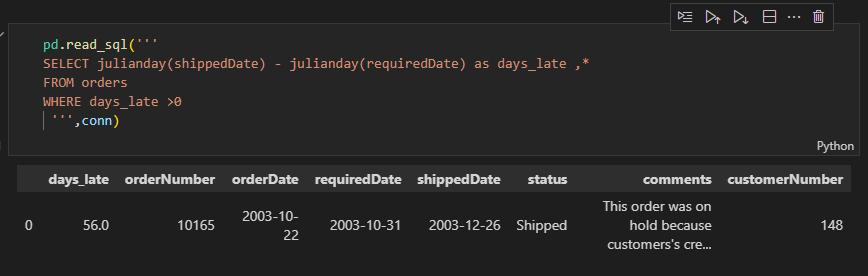 pd.read_sql('''
SELECT julianday(shippedDate) - julianday(requiredDate) as days_late ,*
FROM orders
WHERE days_late >0
''',conn)
Python
days_late orderNumber orderDate requiredDate shippedDate status comments customerNumber
0 56.0 10165 2003-10-22 2003-10-31 2003-12-26 Shipped This order was on hold because customers's cre... 148